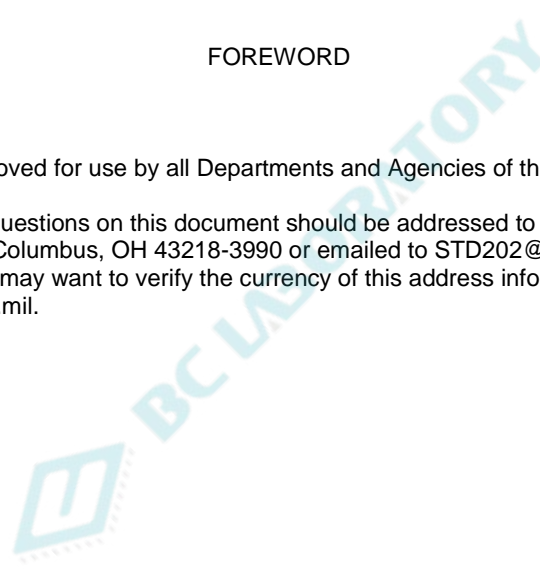 FOREWORD
oved for use by all Departments and Agencies of th
uestions on this document should be addressed to
Columbus, OH 43218-3990 or emailed to STD202@
may want to verify the currency of this address info
.mil.
BC LABORATORY